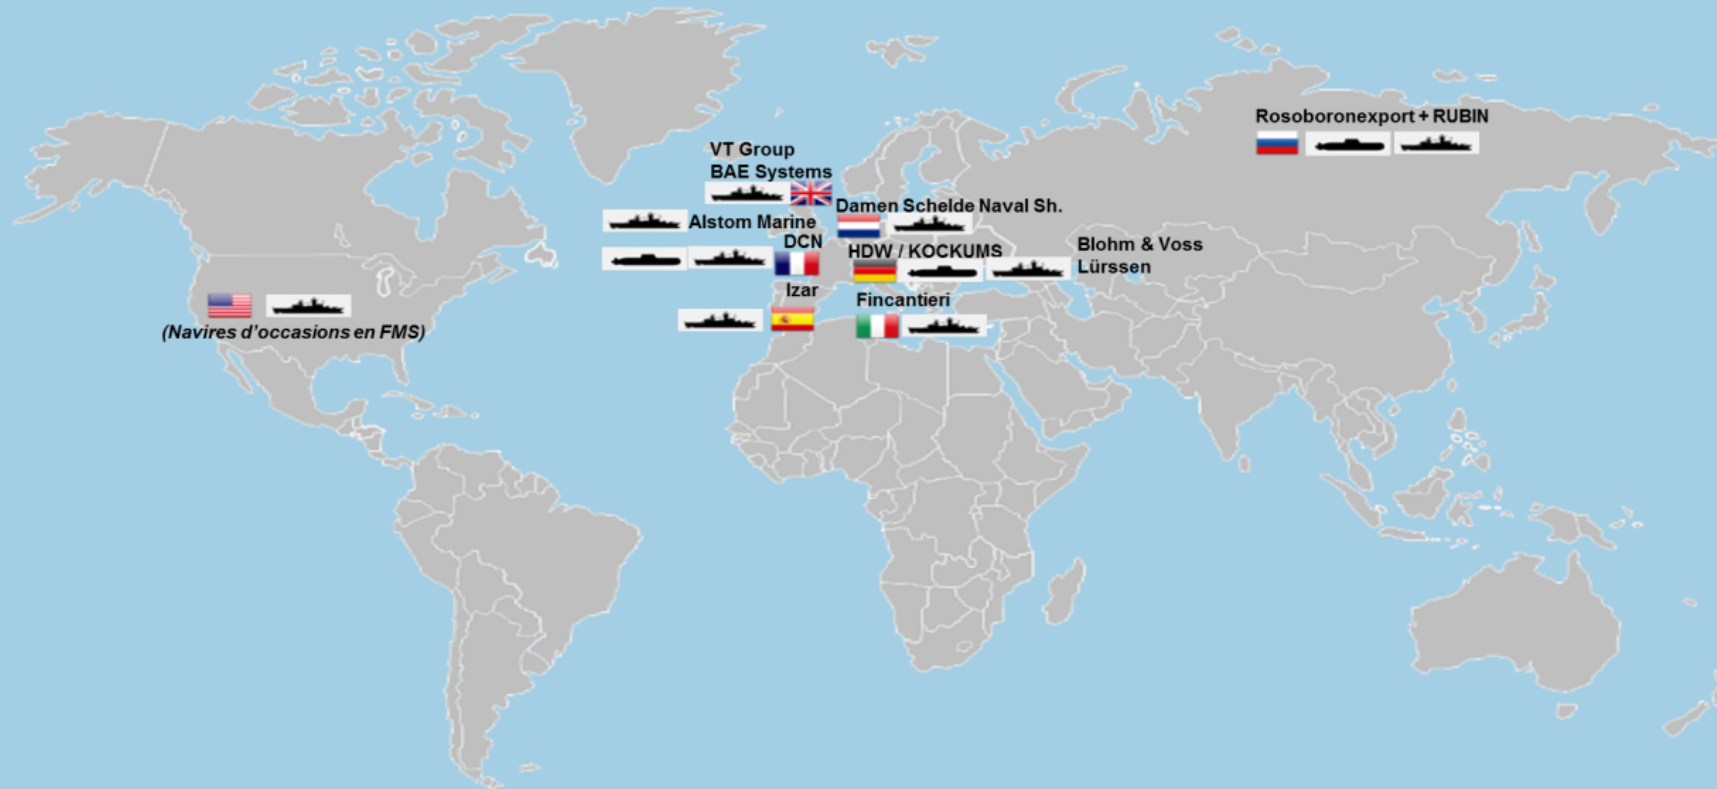 Rosoboronexport + RUBIN
VT Group
BAE Systems
Damen Schelde Naval Sh.
Alstom Marine
DCN
HDW / KOCKUMS
Blohm & Voss
Lürssen
Izar
Fincantieri
(Navires d'occasions en FMS)